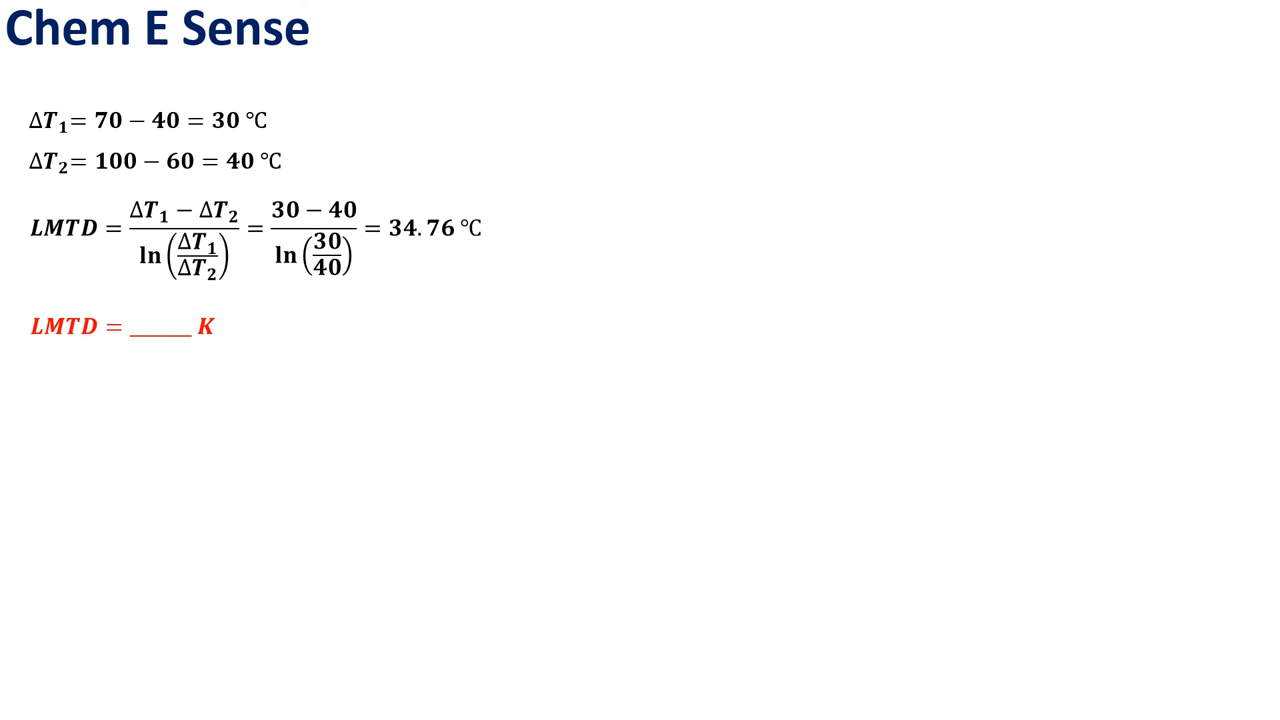 Chem E Sense
ΔT₁= 70 − 40 = 30 ℃
ΔT₂= 100 − 60 = 40 ℃
LMTD = (ΔT₁ − ΔT₂) / ln(ΔT₁/ΔT₂) = (30 − 40) / ln(30/40) = 34.76 ℃
LMTD = _____ K